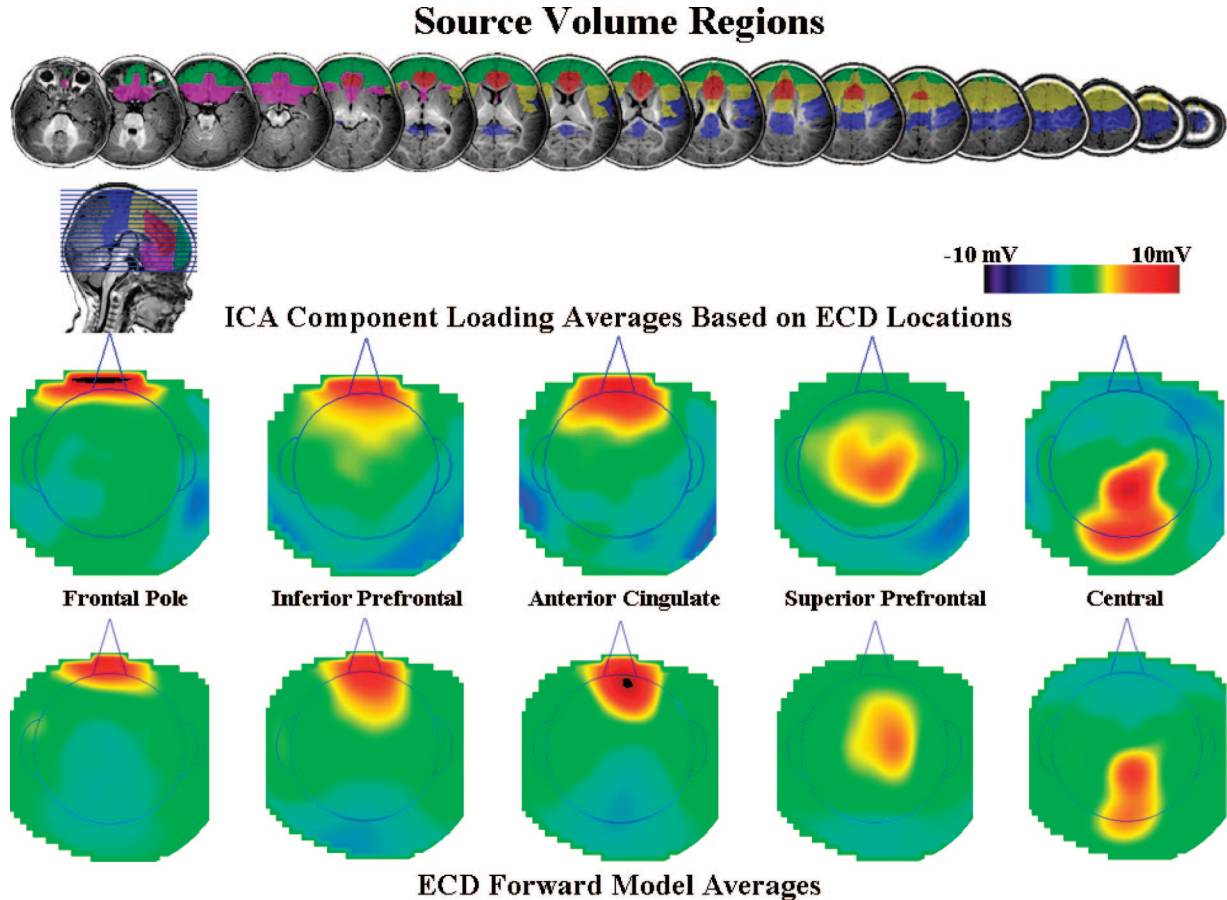 Source Volume Regions
-10 mV 10mV
ICA Component Loading Averages Based on ECD Locations
Frontal Pole Inferior Prefrontal Anterior Cingulate Superior Prefrontal Central
ECD Forward Model Averages